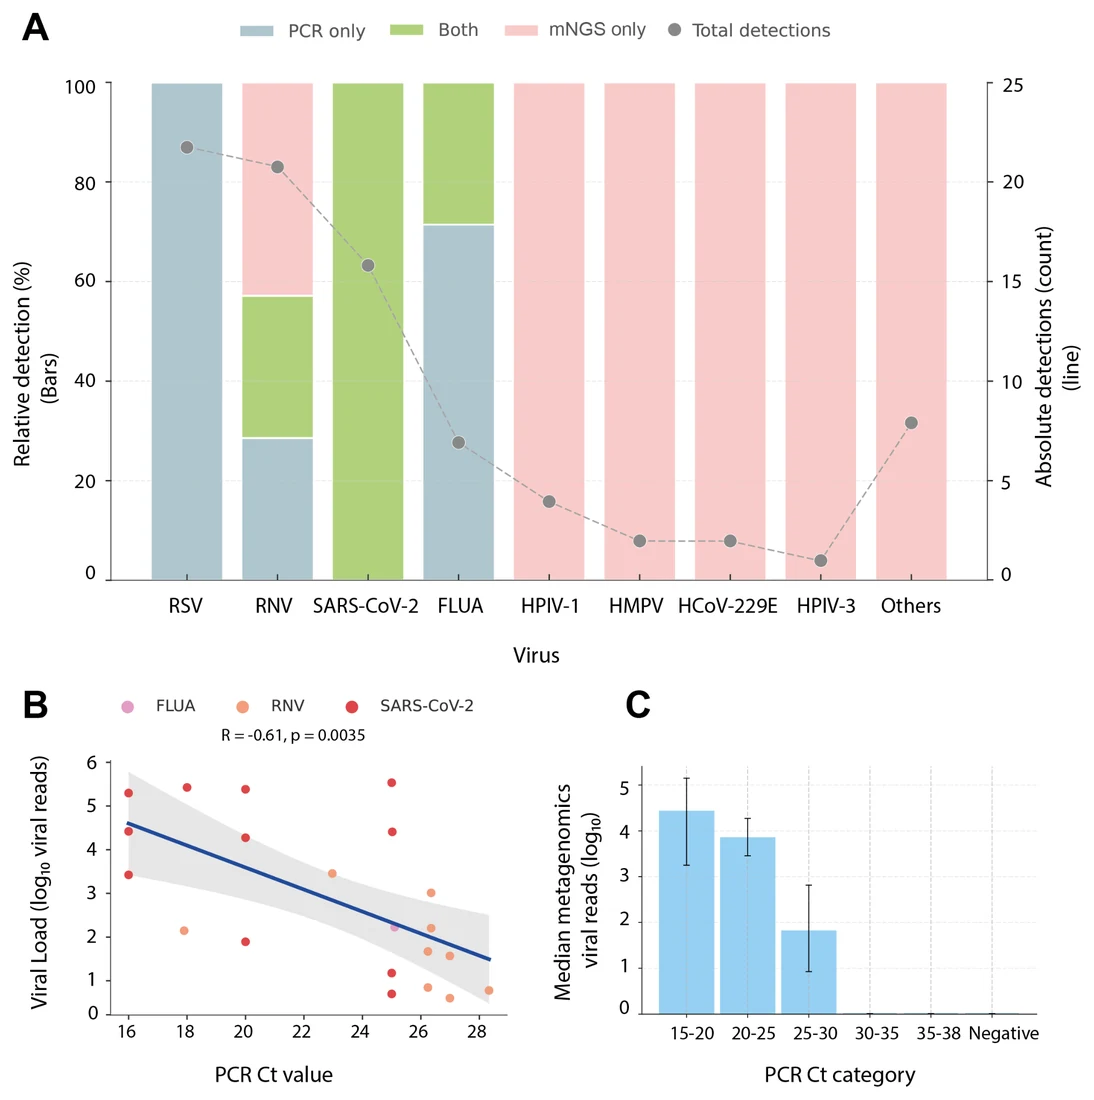 A
PCR only
Both
mNGS only
Total detections
100
80
60
40
20
0
25
20
15
10
5
0
Relative detection (%)
(Bars)
Absolute detections (count)
(line)
RSV
RNV
SARS-CoV-2
FLUA
HPIV-1
HMPV
HCoV-229E
HPIV-3
Others
Virus
B
FLUA
RNV
SARS-CoV-2
R = -0.61, p = 0.0035
6
5
4
3
2
1
0
Viral Load (log₁₀ viral reads)
16
18
20
22
24
26
28
PCR Ct value
C
5
4
3
2
1
0
Median metagenomics
viral reads (log₁₀)
15-20
20-25
25-30
30-35
35-38
Negative
PCR Ct category